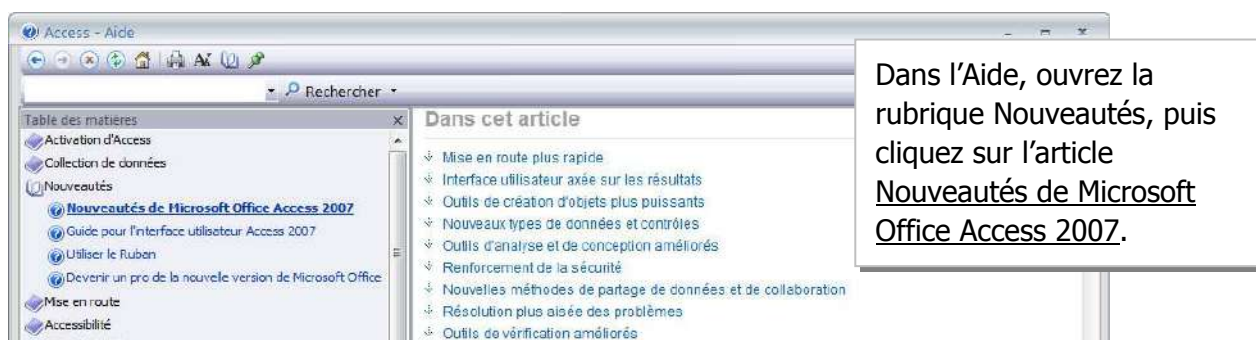 Access - Aide
Rechercher
Table des matières
Activation d'Access
Collection de données
Nouveautés
Nouveautés de Microsoft Office Access 2007
Guide pour l'interface utilisateur Access 2007
Utiliser le Ruban
Devenir un pro de la nouvelle version de Microsoft Office
Mise en route
Accessibilité
Dans cet article
Mise en route plus rapide
Interface utilisateur axée sur les résultats
Outils de création d'objets plus puissants
Nouveaux types de données et contrôles
Outils d'analyse et de conception améliorés
Renforcement de la sécurité
Nouvelles méthodes de partage de données et de collaboration
Résolution plus aisée des problèmes
Outils de vérification améliorés
Dans l’Aide, ouvrez la
rubrique Nouveautés, puis
cliquez sur l’article
Nouveautés de Microsoft
Office Access 2007.